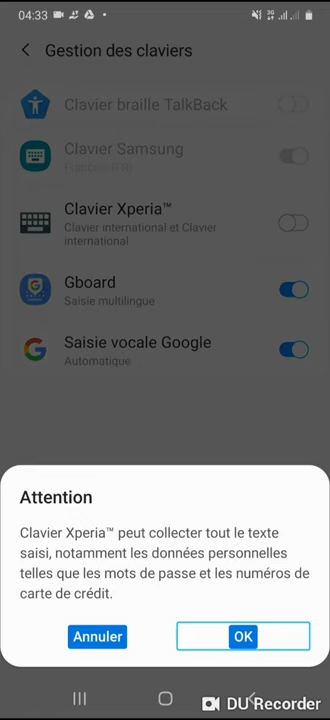 04:33
Gestion des claviers
Clavier braille TalkBack
Clavier Samsung
Français (FR)
Clavier Xperia™
Clavier international et Clavier
international
Gboard
Saisie multilingue
Saisie vocale Google
Automatique
Attention
Clavier Xperia™ peut collecter tout le texte
saisi, notamment les données personnelles
telles que les mots de passe et les numéros de
carte de crédit.
Annuler
OK
DU Recorder